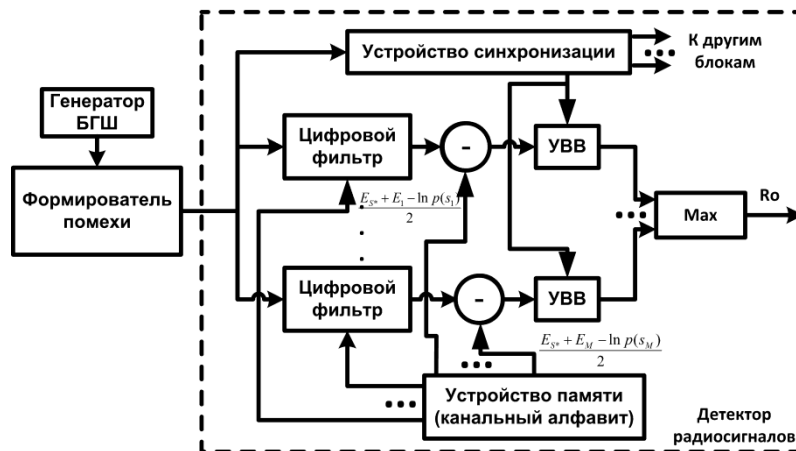 Устройство синхронизации
К другим
блокам
Генератор
БГШ
Цифровой
фильтр
-
УВВ
Формирователь
помехи
Ro
Max
E_{S*} + E_1 - ln p(s_1)
2
Цифровой
фильтр
-
УВВ
E_{S*} + E_M - ln p(s_M)
2
Устройство памяти
(канальный алфавит)
Детектор
радиосигналов